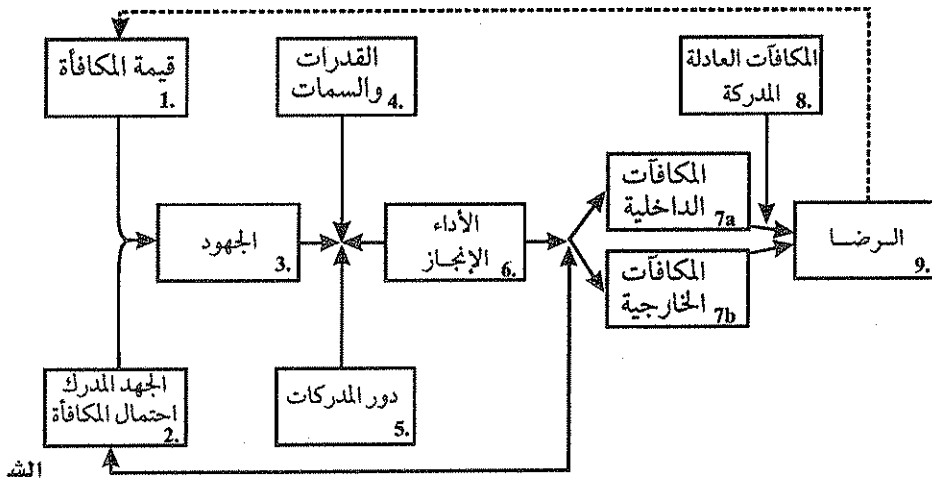 قيمة المكافأة
1.
الجهد المدرك
احتمال المكافأة
2.
الجهود
3.
القدرات
والسمات
4.
دور المدركات
5.
الأداء
الإنجاز
6.
المكافآت
الداخلية
7a
المكافآت
الخارجية
7b
المكافآت العادلة
المدركة
8.
الـرضـا
9.